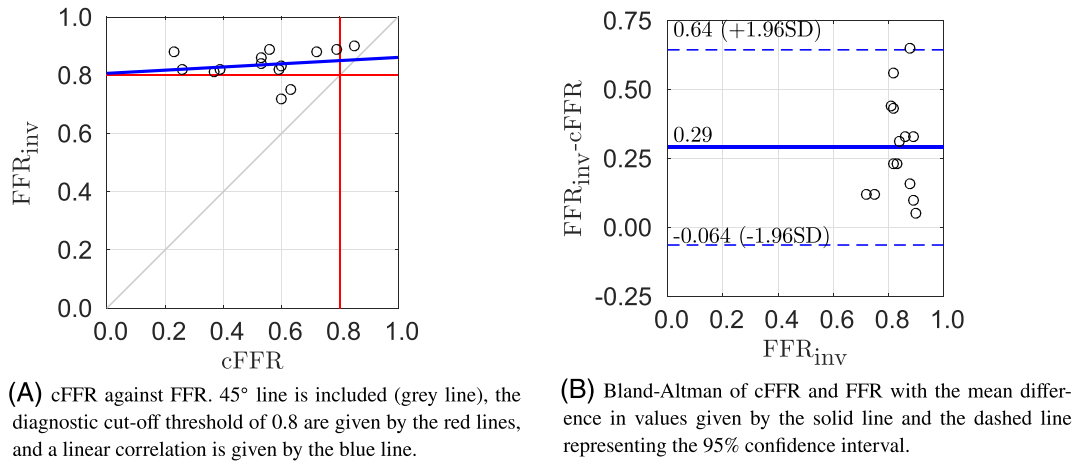 1.0
0.8
0.6
0.4
0.2
0.0
FFRinv
0.0 0.2 0.4 0.6 0.8 1.0
cFFR
(A) cFFR against FFR. 45° line is included (grey line), the
diagnostic cut-off threshold of 0.8 are given by the red lines,
and a linear correlation is given by the blue line.
0.75
0.50
0.25
0.00
-0.25
FFRinv-cFFR
0.64 (+1.96SD)
0.29
-0.064 (-1.96SD)
0.0 0.2 0.4 0.6 0.8 1.0
FFRinv
(B) Bland-Altman of cFFR and FFR with the mean differ-
ence in values given by the solid line and the dashed line
representing the 95% confidence interval.